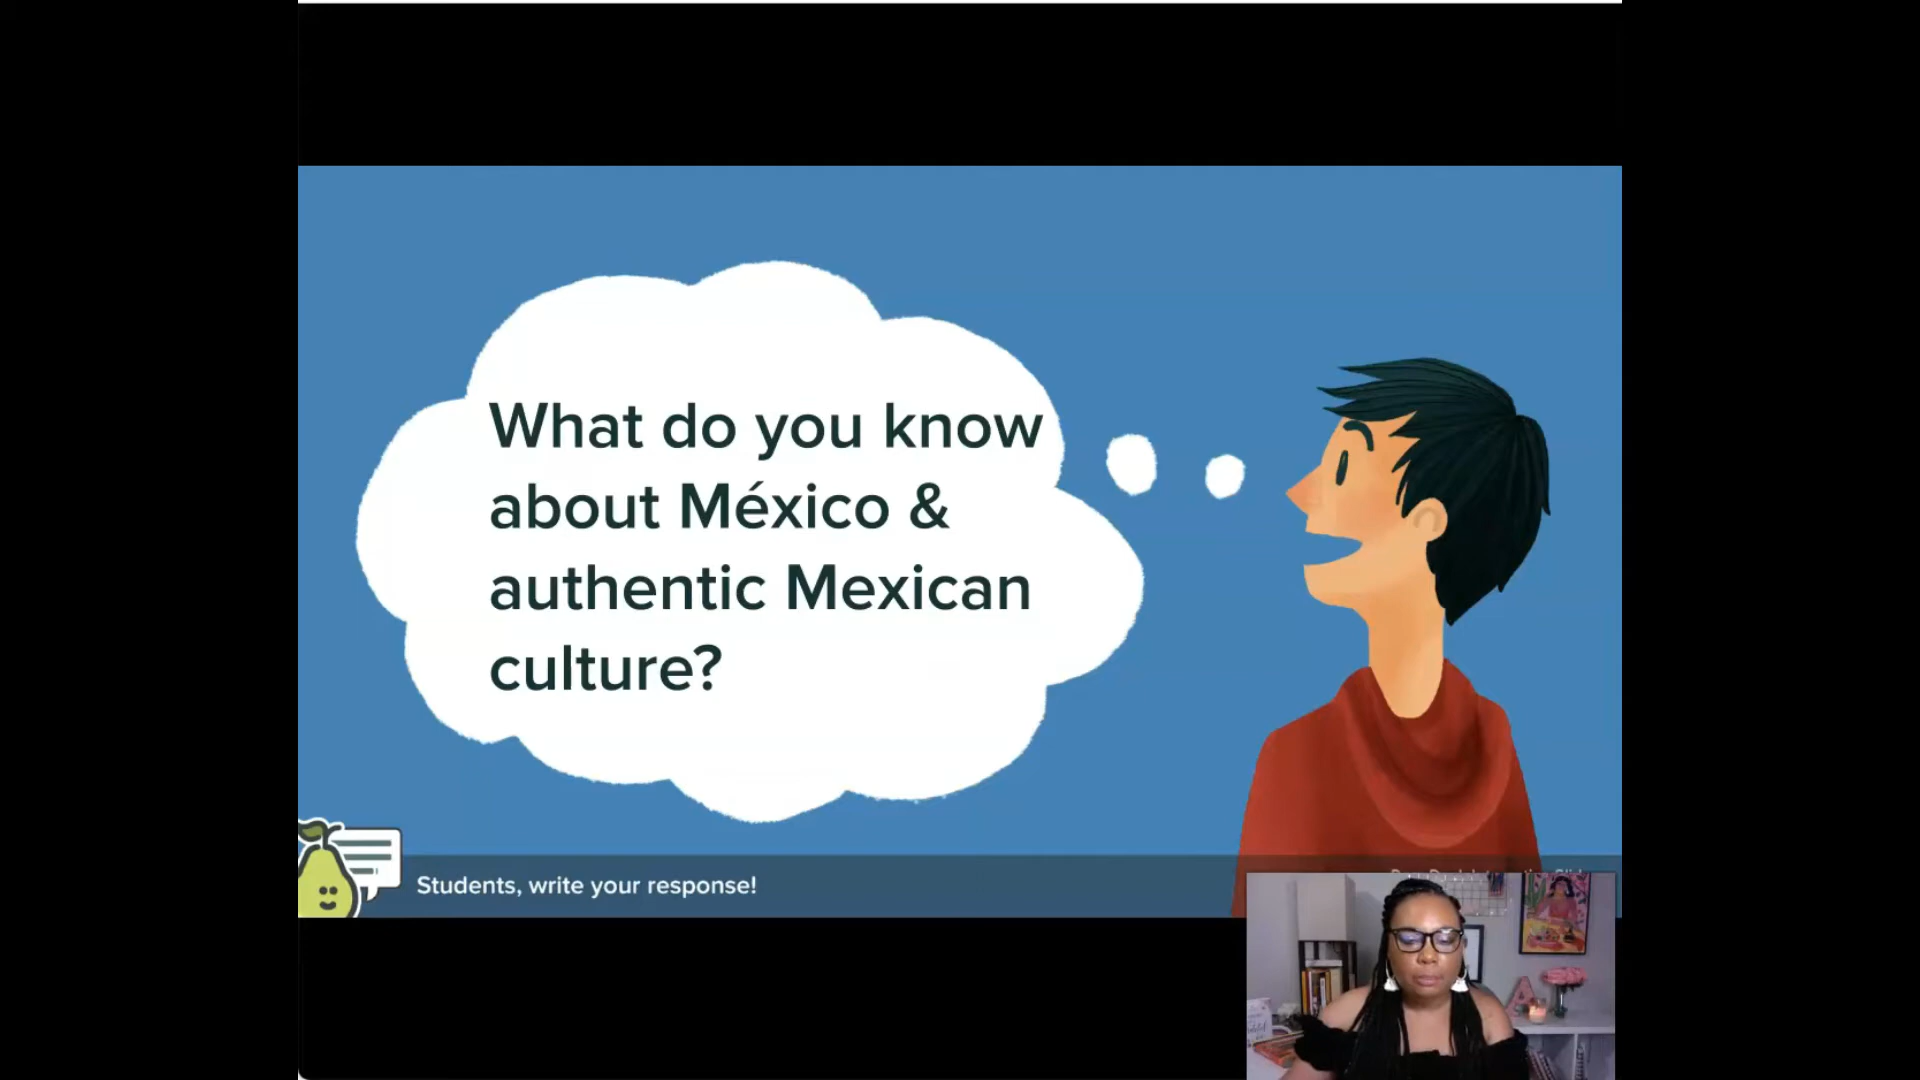 What do you know
about México &
authentic Mexican
culture?
Students, write your response!